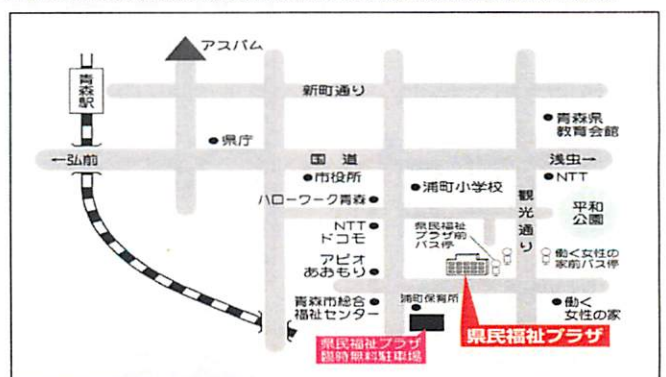 アスパム
青森駅
新町通り
青森県
教育会館
県庁
←弘前
国道
浅虫→
市役所
浦町小学校
NTT
ハローワーク青森
観光通り
平和
公園
NTT
ドコモ
県民福祉
プラザ前
バス停
働く女性の
家前バス停
アピオ
あおもり
青森市総合
福祉センター
浦町保育所
働く
女性の家
県民福祉プラザ
県民福祉プラザ
臨時無料駐車場